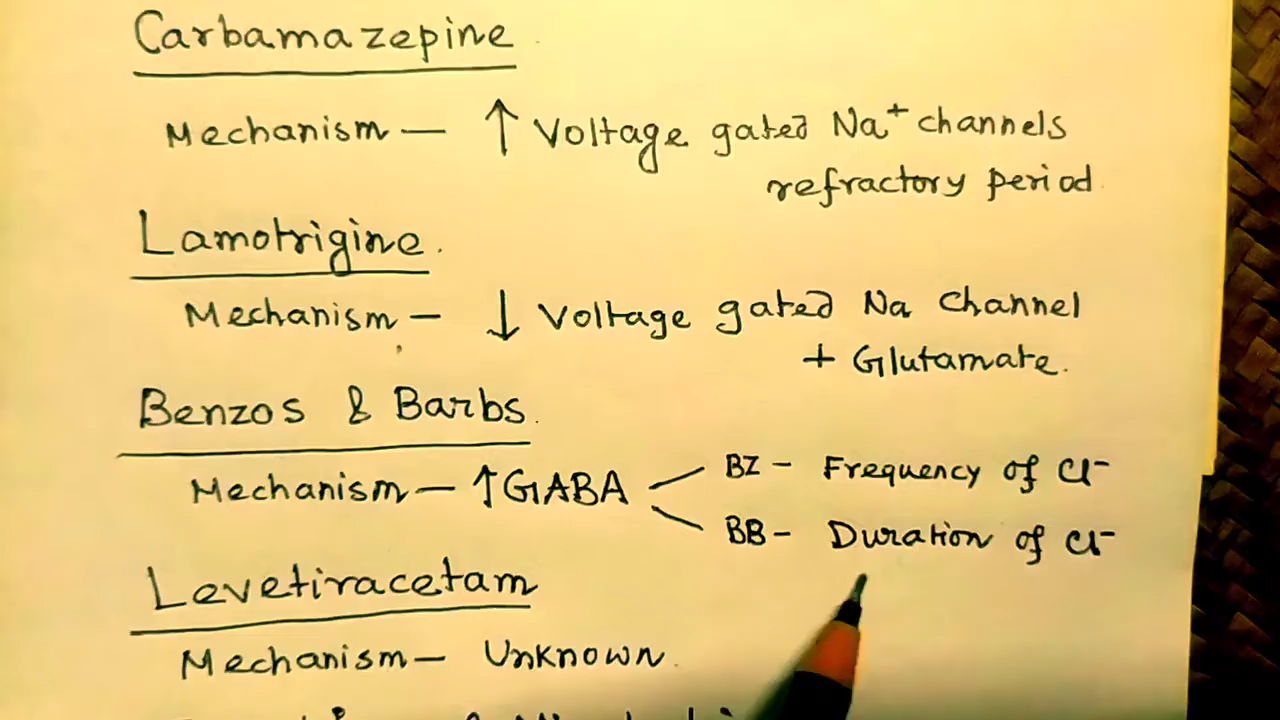 Carbamazepine
Mechanism — ↑ Voltage gated Na⁺ channels
refractory period
Lamotrigine.
Mechanism — ↓ Voltage gated Na Channel
+ Glutamate.
Benzos & Barbs.
Mechanism — ↑ GABA
BZ - Frequency of Cl⁻
BB - Duration of Cl⁻
Levetiracetam
Mechanism — Unknown.